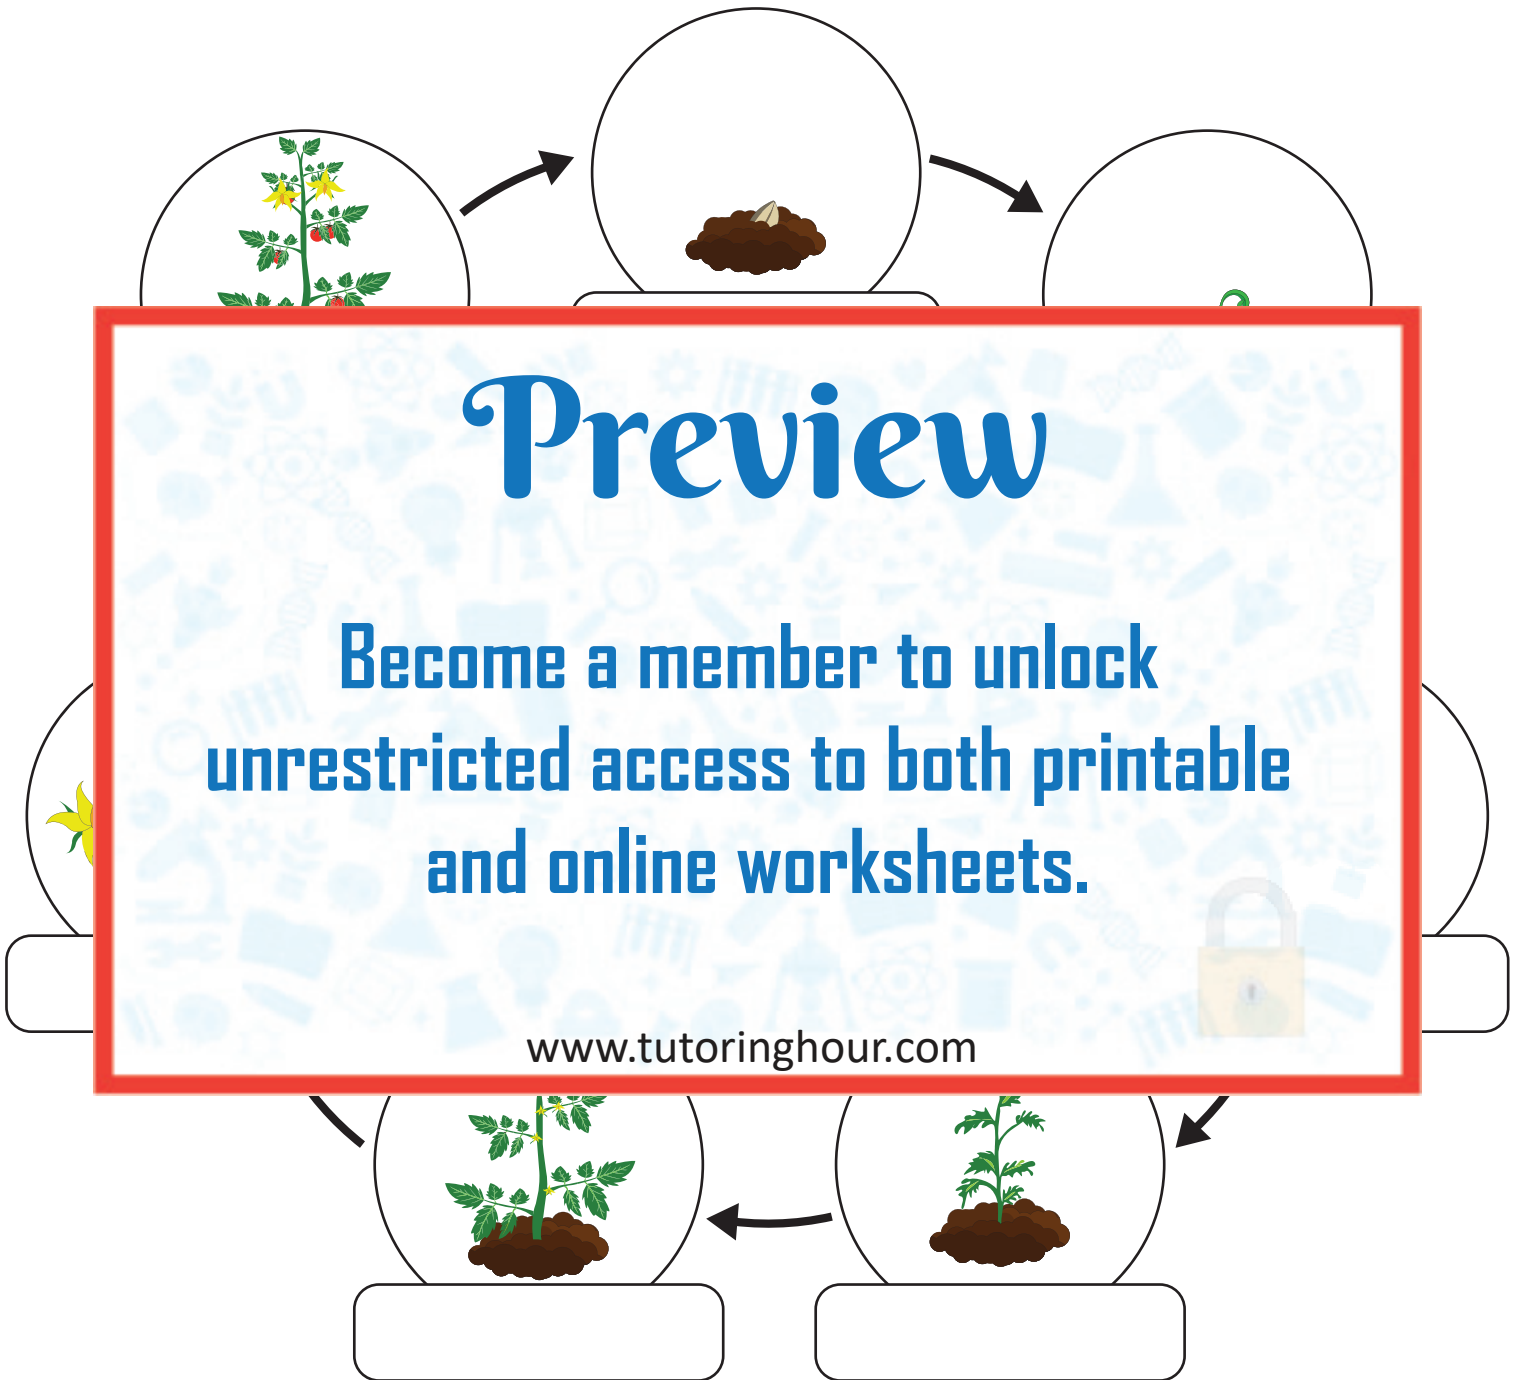 Preview
Become a member to unlock
unrestricted access to both printable
and online worksheets.
www.tutoringhour.com